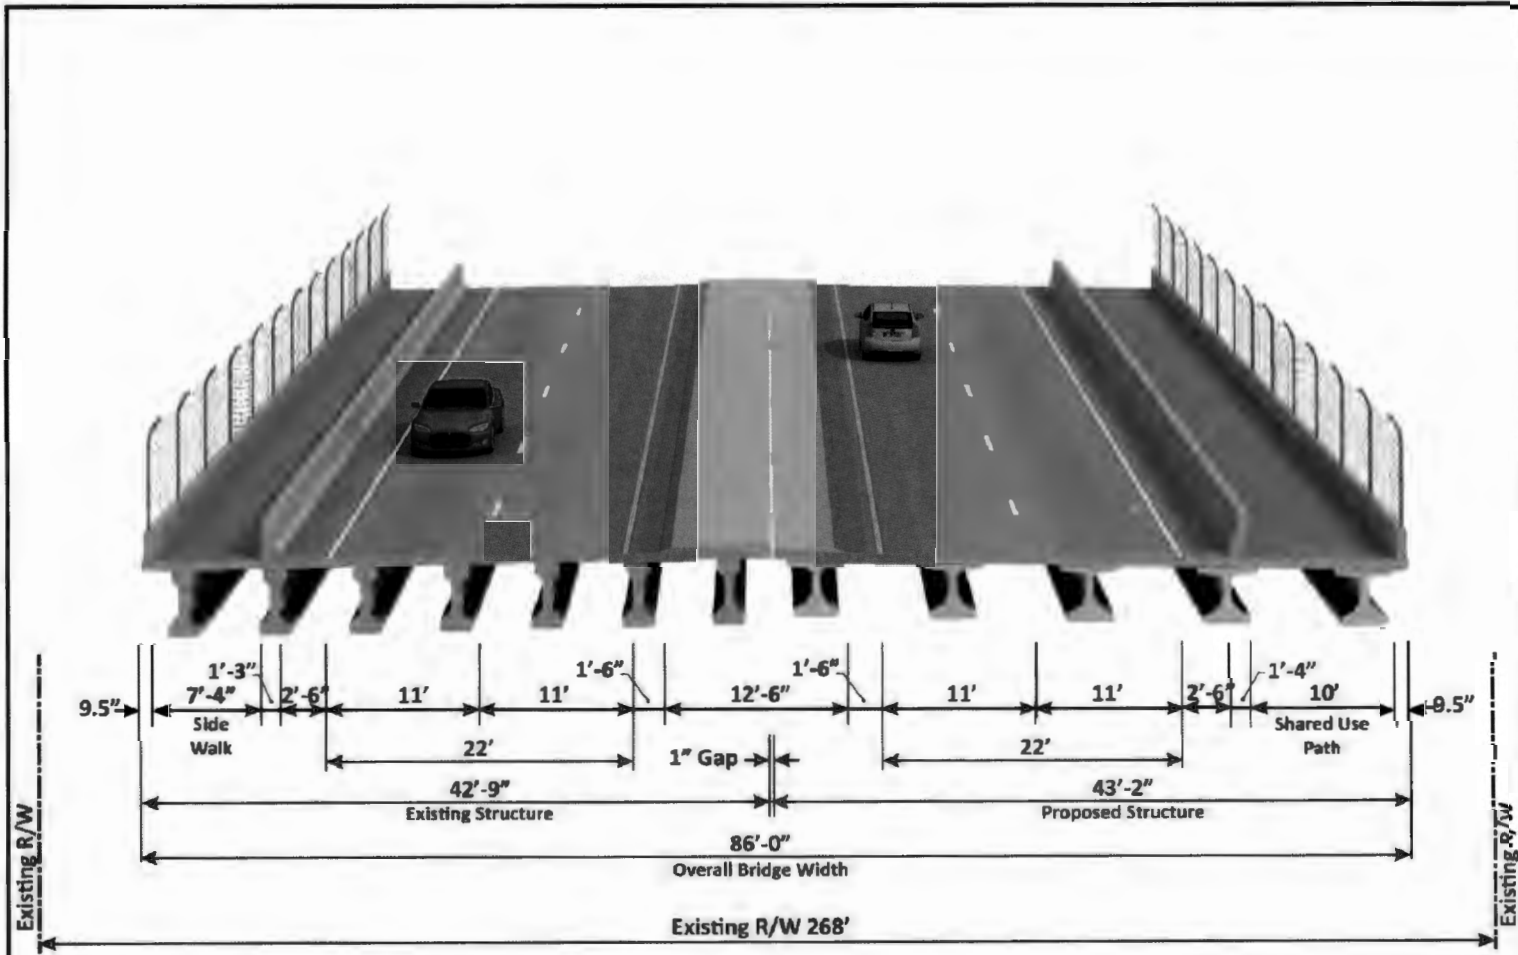 1'-3" 1'-6" 1'-6" 1'-4"
9.5" 7'-4" 2'-6" 11' 11' 12'-6" 11' 11' 2'-6" 10' 9.5"
Side
Walk
Shared Use
Path
22' 1" Gap 22'
42'-9" 43'-2"
Existing Structure Proposed Structure
86'-0"
Overall Bridge Width
Existing R/W
Existing R/W
Existing R/W 268'